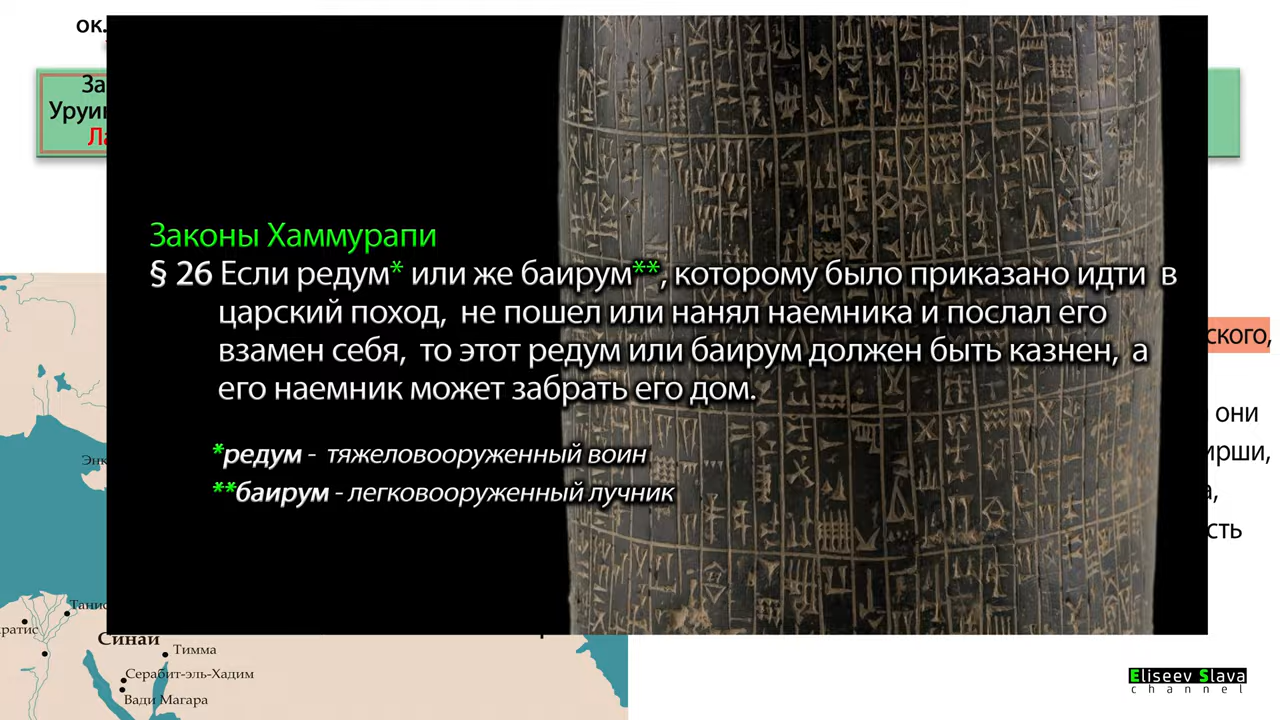 ок.
Законы Хаммурапи
§ 26 Если редум* или же баирум**, которому было приказано идти в
царский поход, не пошел или нанял наемника и послал его
взамен себя, то этот редум или баирум должен быть казнен, а
его наемник может забрать его дом.
*редум - тяжеловооруженный воин
**баирум - легковооруженный лучник
ского,
они
Синай
Тимма
Серабит-эль-Хадим
Вади Магара
Eliseev Slava
channel